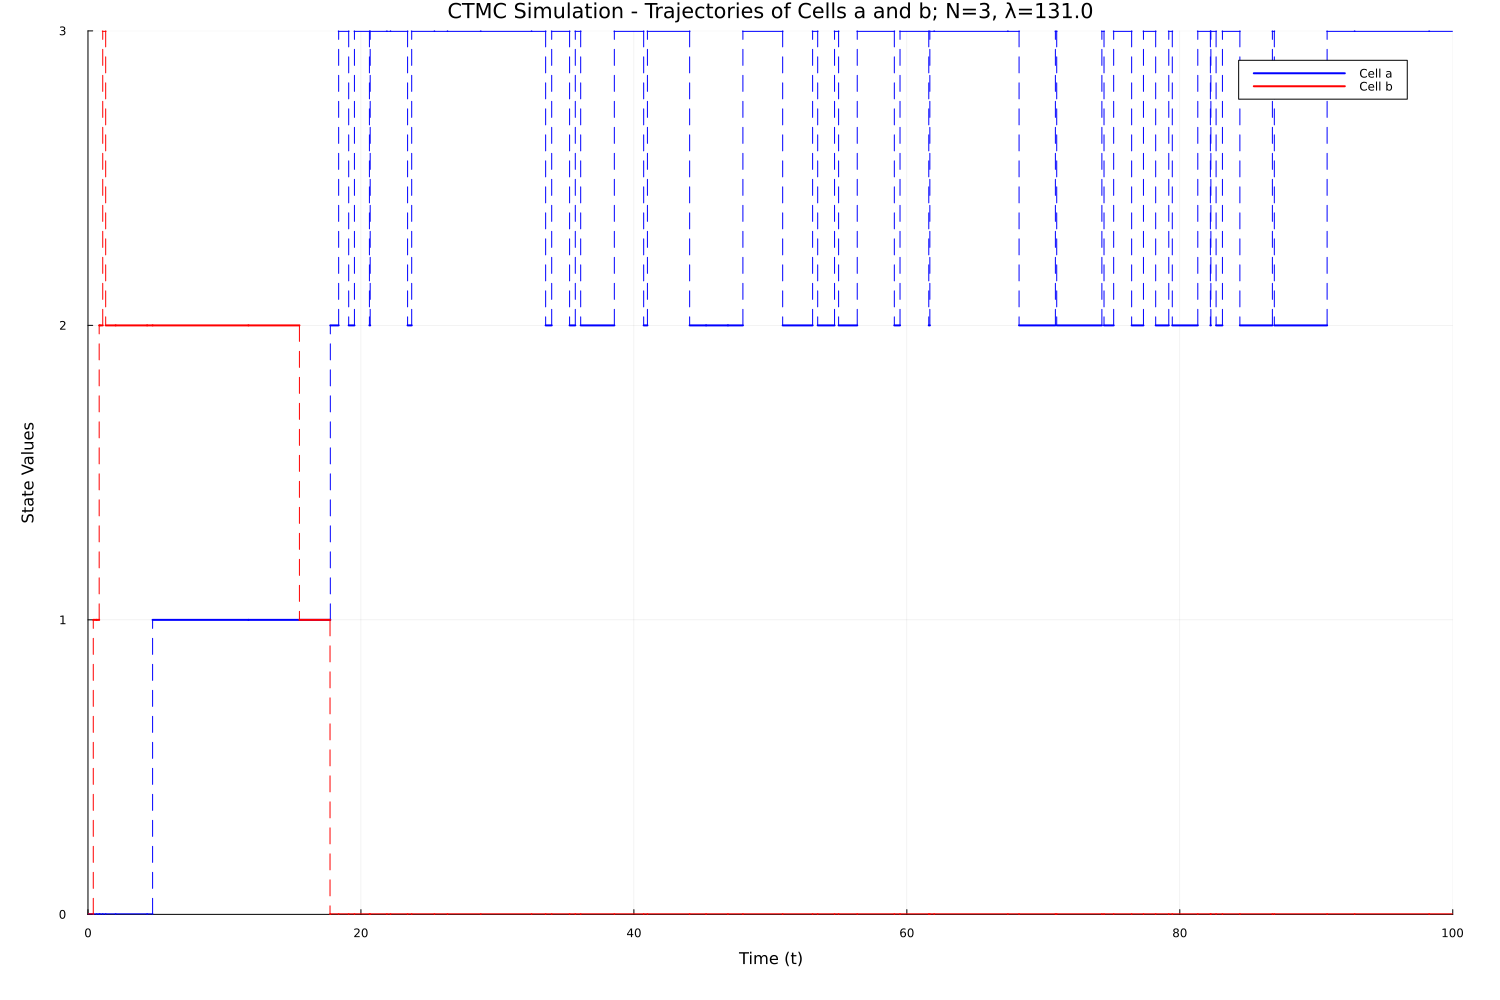 CTMC Simulation - Trajectories of Cells a and b; N=3, λ=131.0
3
Cell a
Cell b
2
State Values
1
0
0 20 40 60 80 100
Time (t)